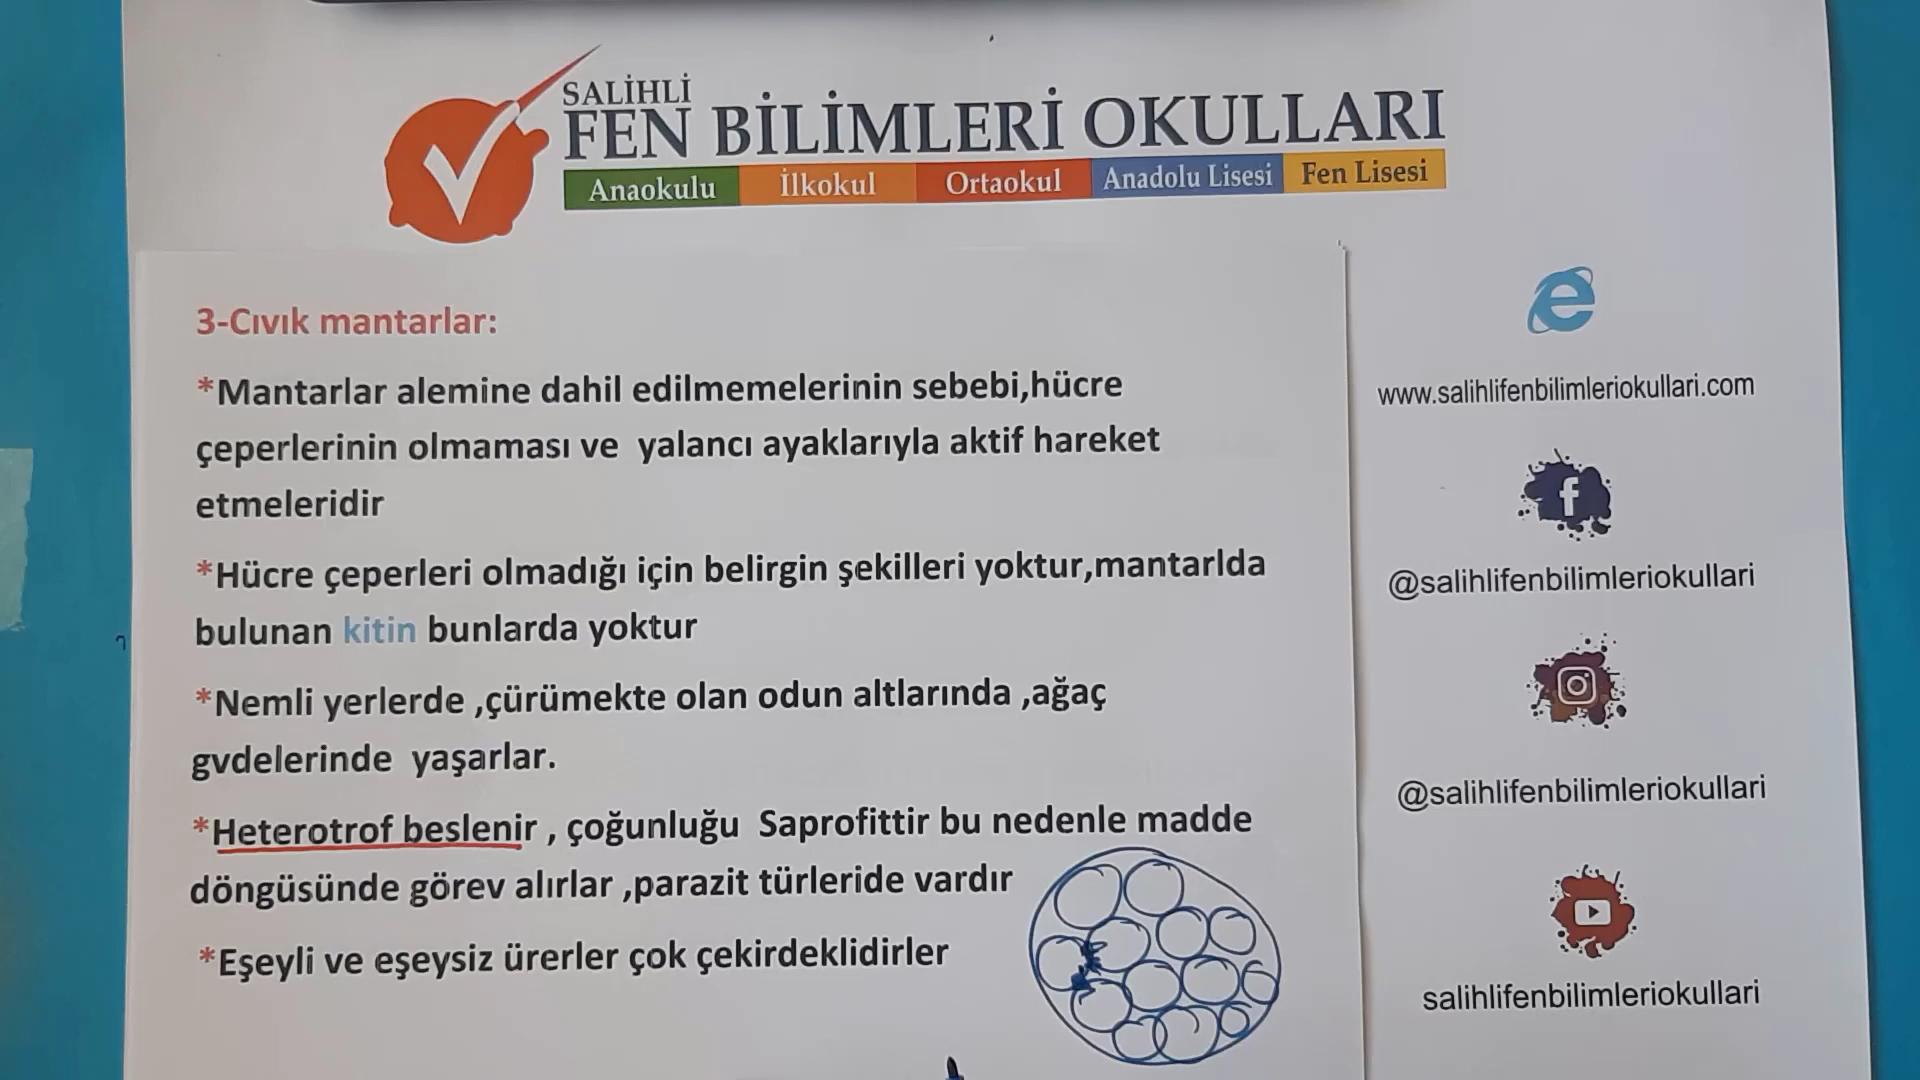 SALİHLİ
FEN BİLİMLERİ OKULLARI
Anaokulu İlkokul Ortaokul Anadolu Lisesi Fen Lisesi
3-Cıvık mantarlar:
*Mantarlar alemine dahil edilmemelerinin sebebi,hücre
çeperlerinin olmaması ve yalancı ayaklarıyla aktif hareket
etmeleridir
*Hücre çeperleri olmadığı için belirgin şekilleri yoktur,mantarlda
bulunan kitin bunlarda yoktur
*Nemli yerlerde ,çürümekte olan odun altlarında ,ağaç
gvdelerinde yaşarlar.
*Heterotrof beslenir , çoğunluğu Saprofittir bu nedenle madde
döngüsünde görev alırlar ,parazit türleride vardır
*Eşeyli ve eşeysiz ürerler çok çekirdeklidirler
www.salihlifenbilimleriokullari.com
@salihlifenbilimleriokullari
@salihlifenbilimleriokullari
salihlifenbilimleriokullari